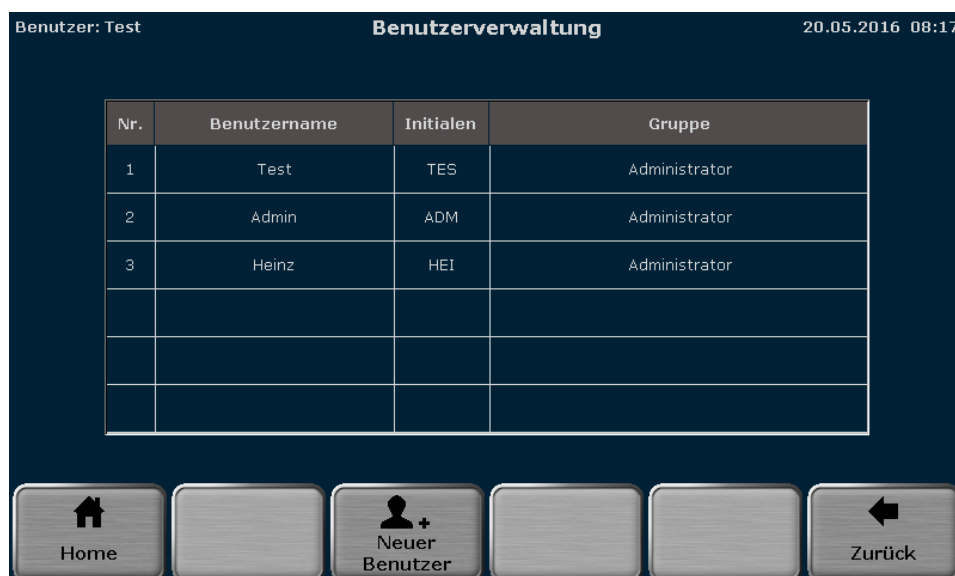 Benutzer: Test Benutzerverwaltung 20.05.2016 08:17
Nr. Benutzername Initialen Gruppe
1 Test TES Administrator
2 Admin ADM Administrator
3 Heinz HEI Administrator
Home
Neuer
Benutzer
Zurück